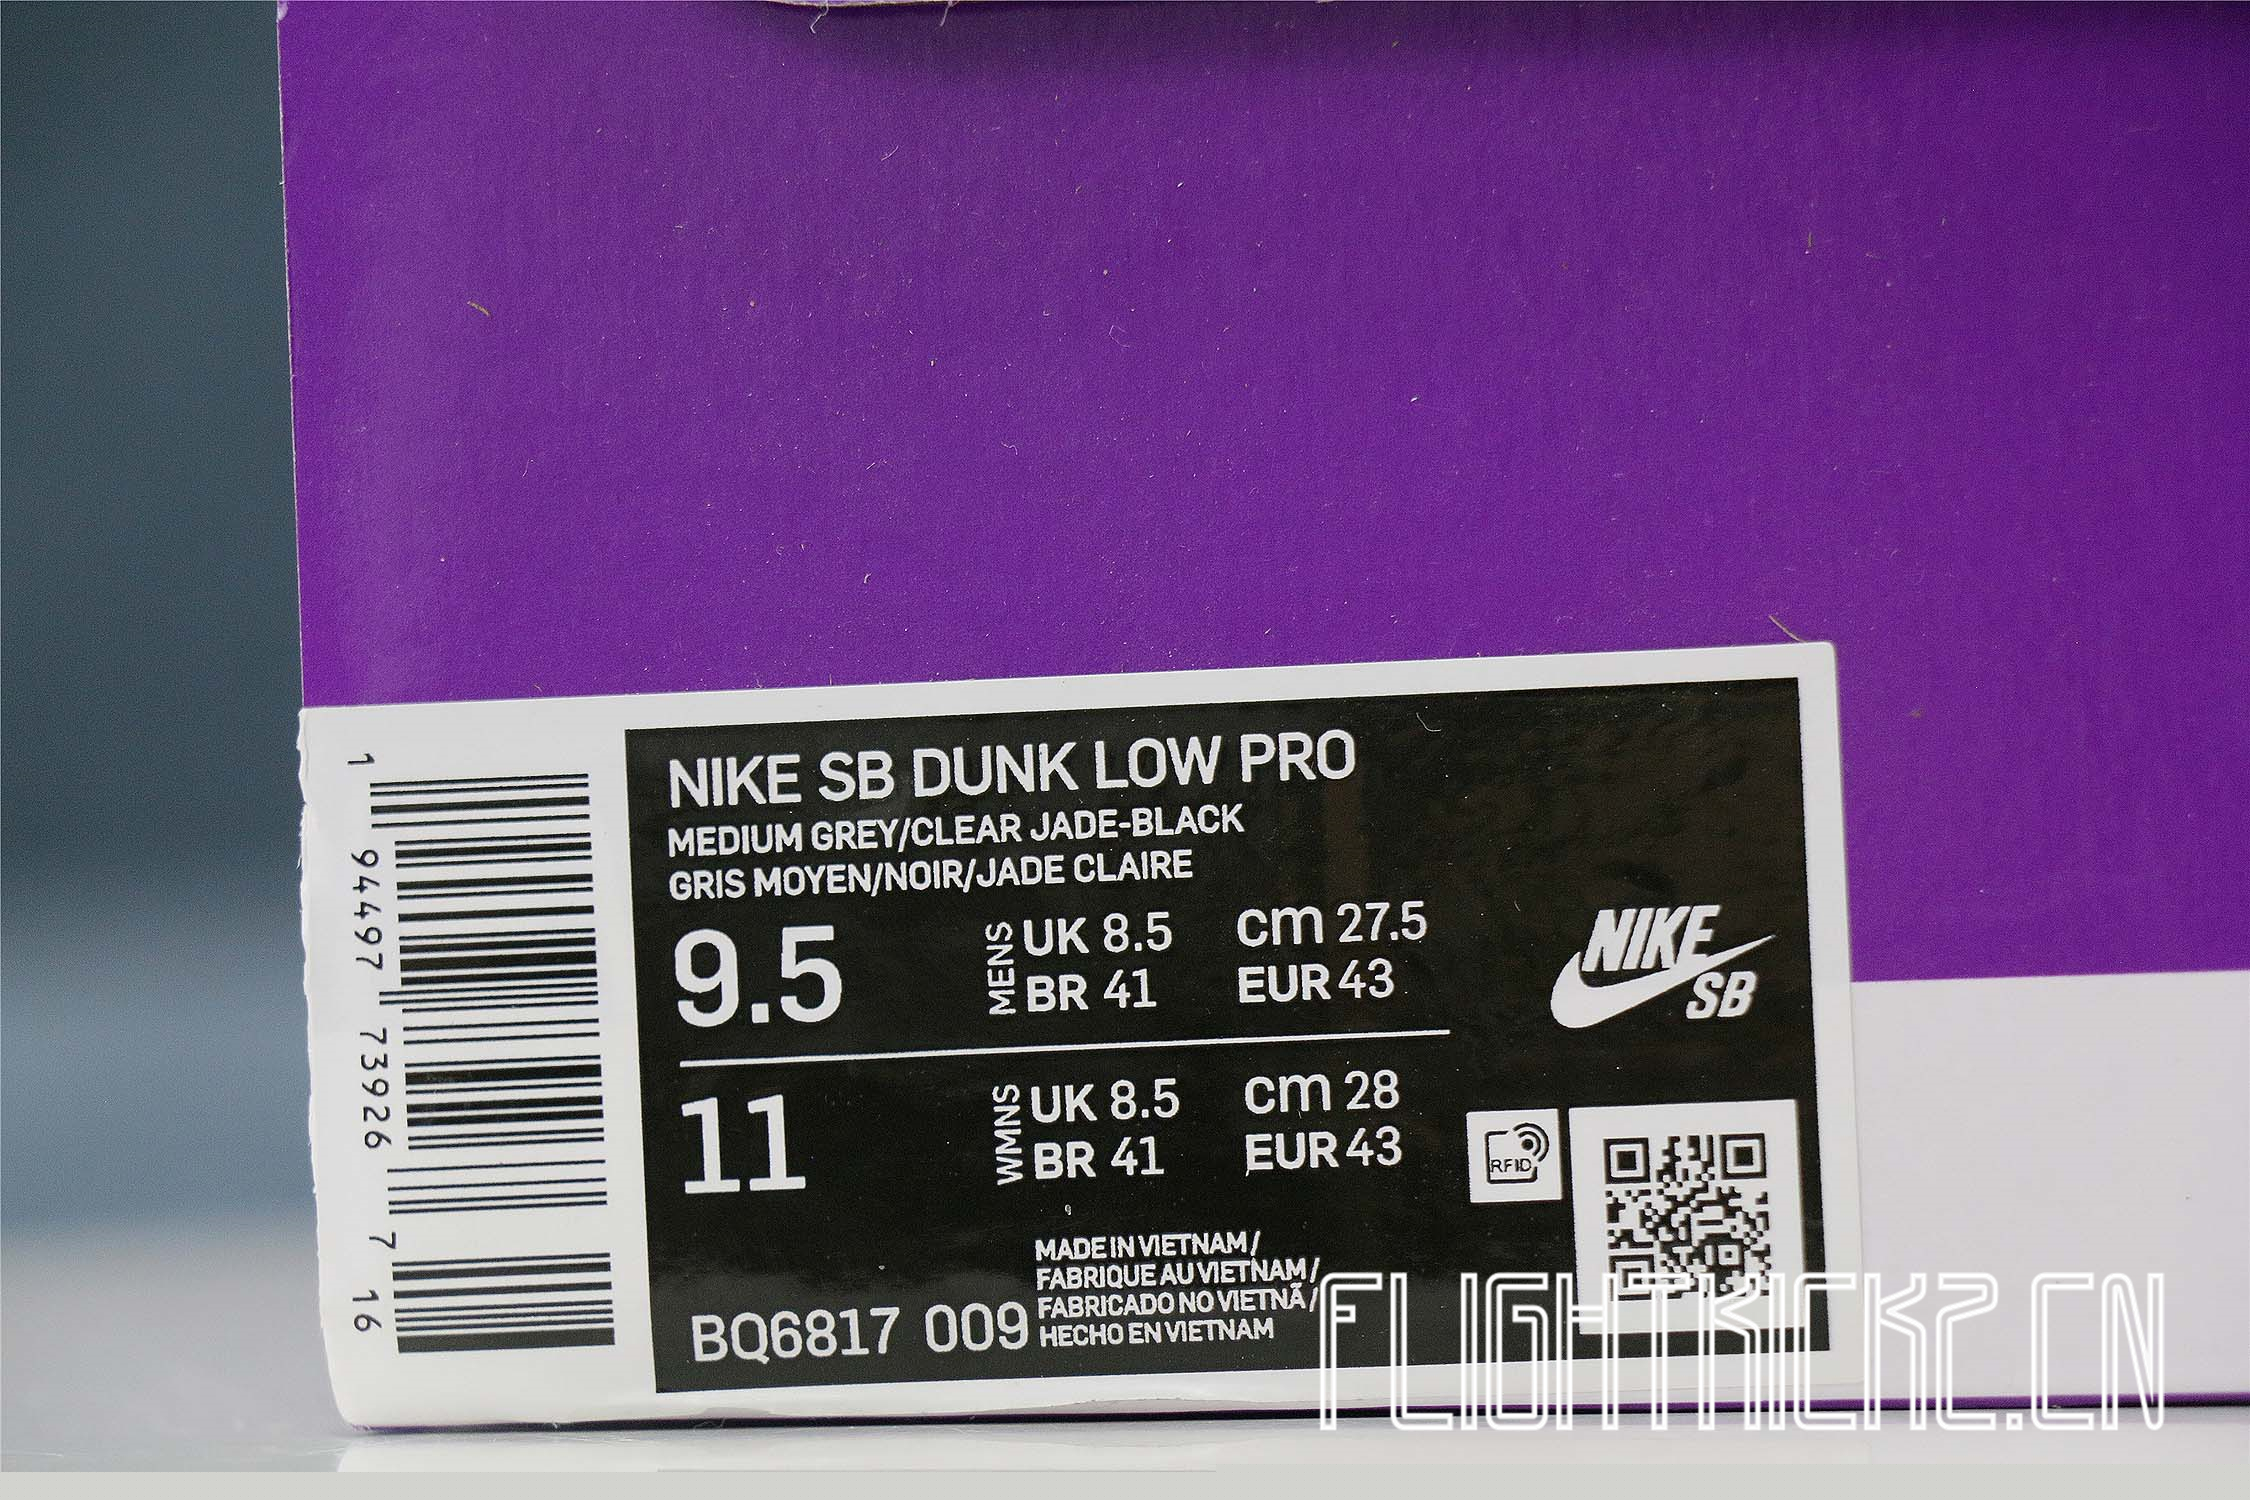 NIKE SB DUNK LOW PRO
MEDIUM GREY/CLEAR JADE-BLACK
GRIS MOYEN/NOIR/JADE CLAIRE
9.5 MENS UK 8.5 cm 27.5
BR 41 EUR 43
11 WMNS UK 8.5 cm 28
BR 41 EUR 43
NIKE
SB
RFID
BQ6817 009
MADE IN VIETNAM/
FABRIQUE AU VIETNAM/
FABRICADO NO VIETNÃ/
HECHO EN VIETNAM
1 94497 73926 7 16
FLIGHTKICKZ.CN